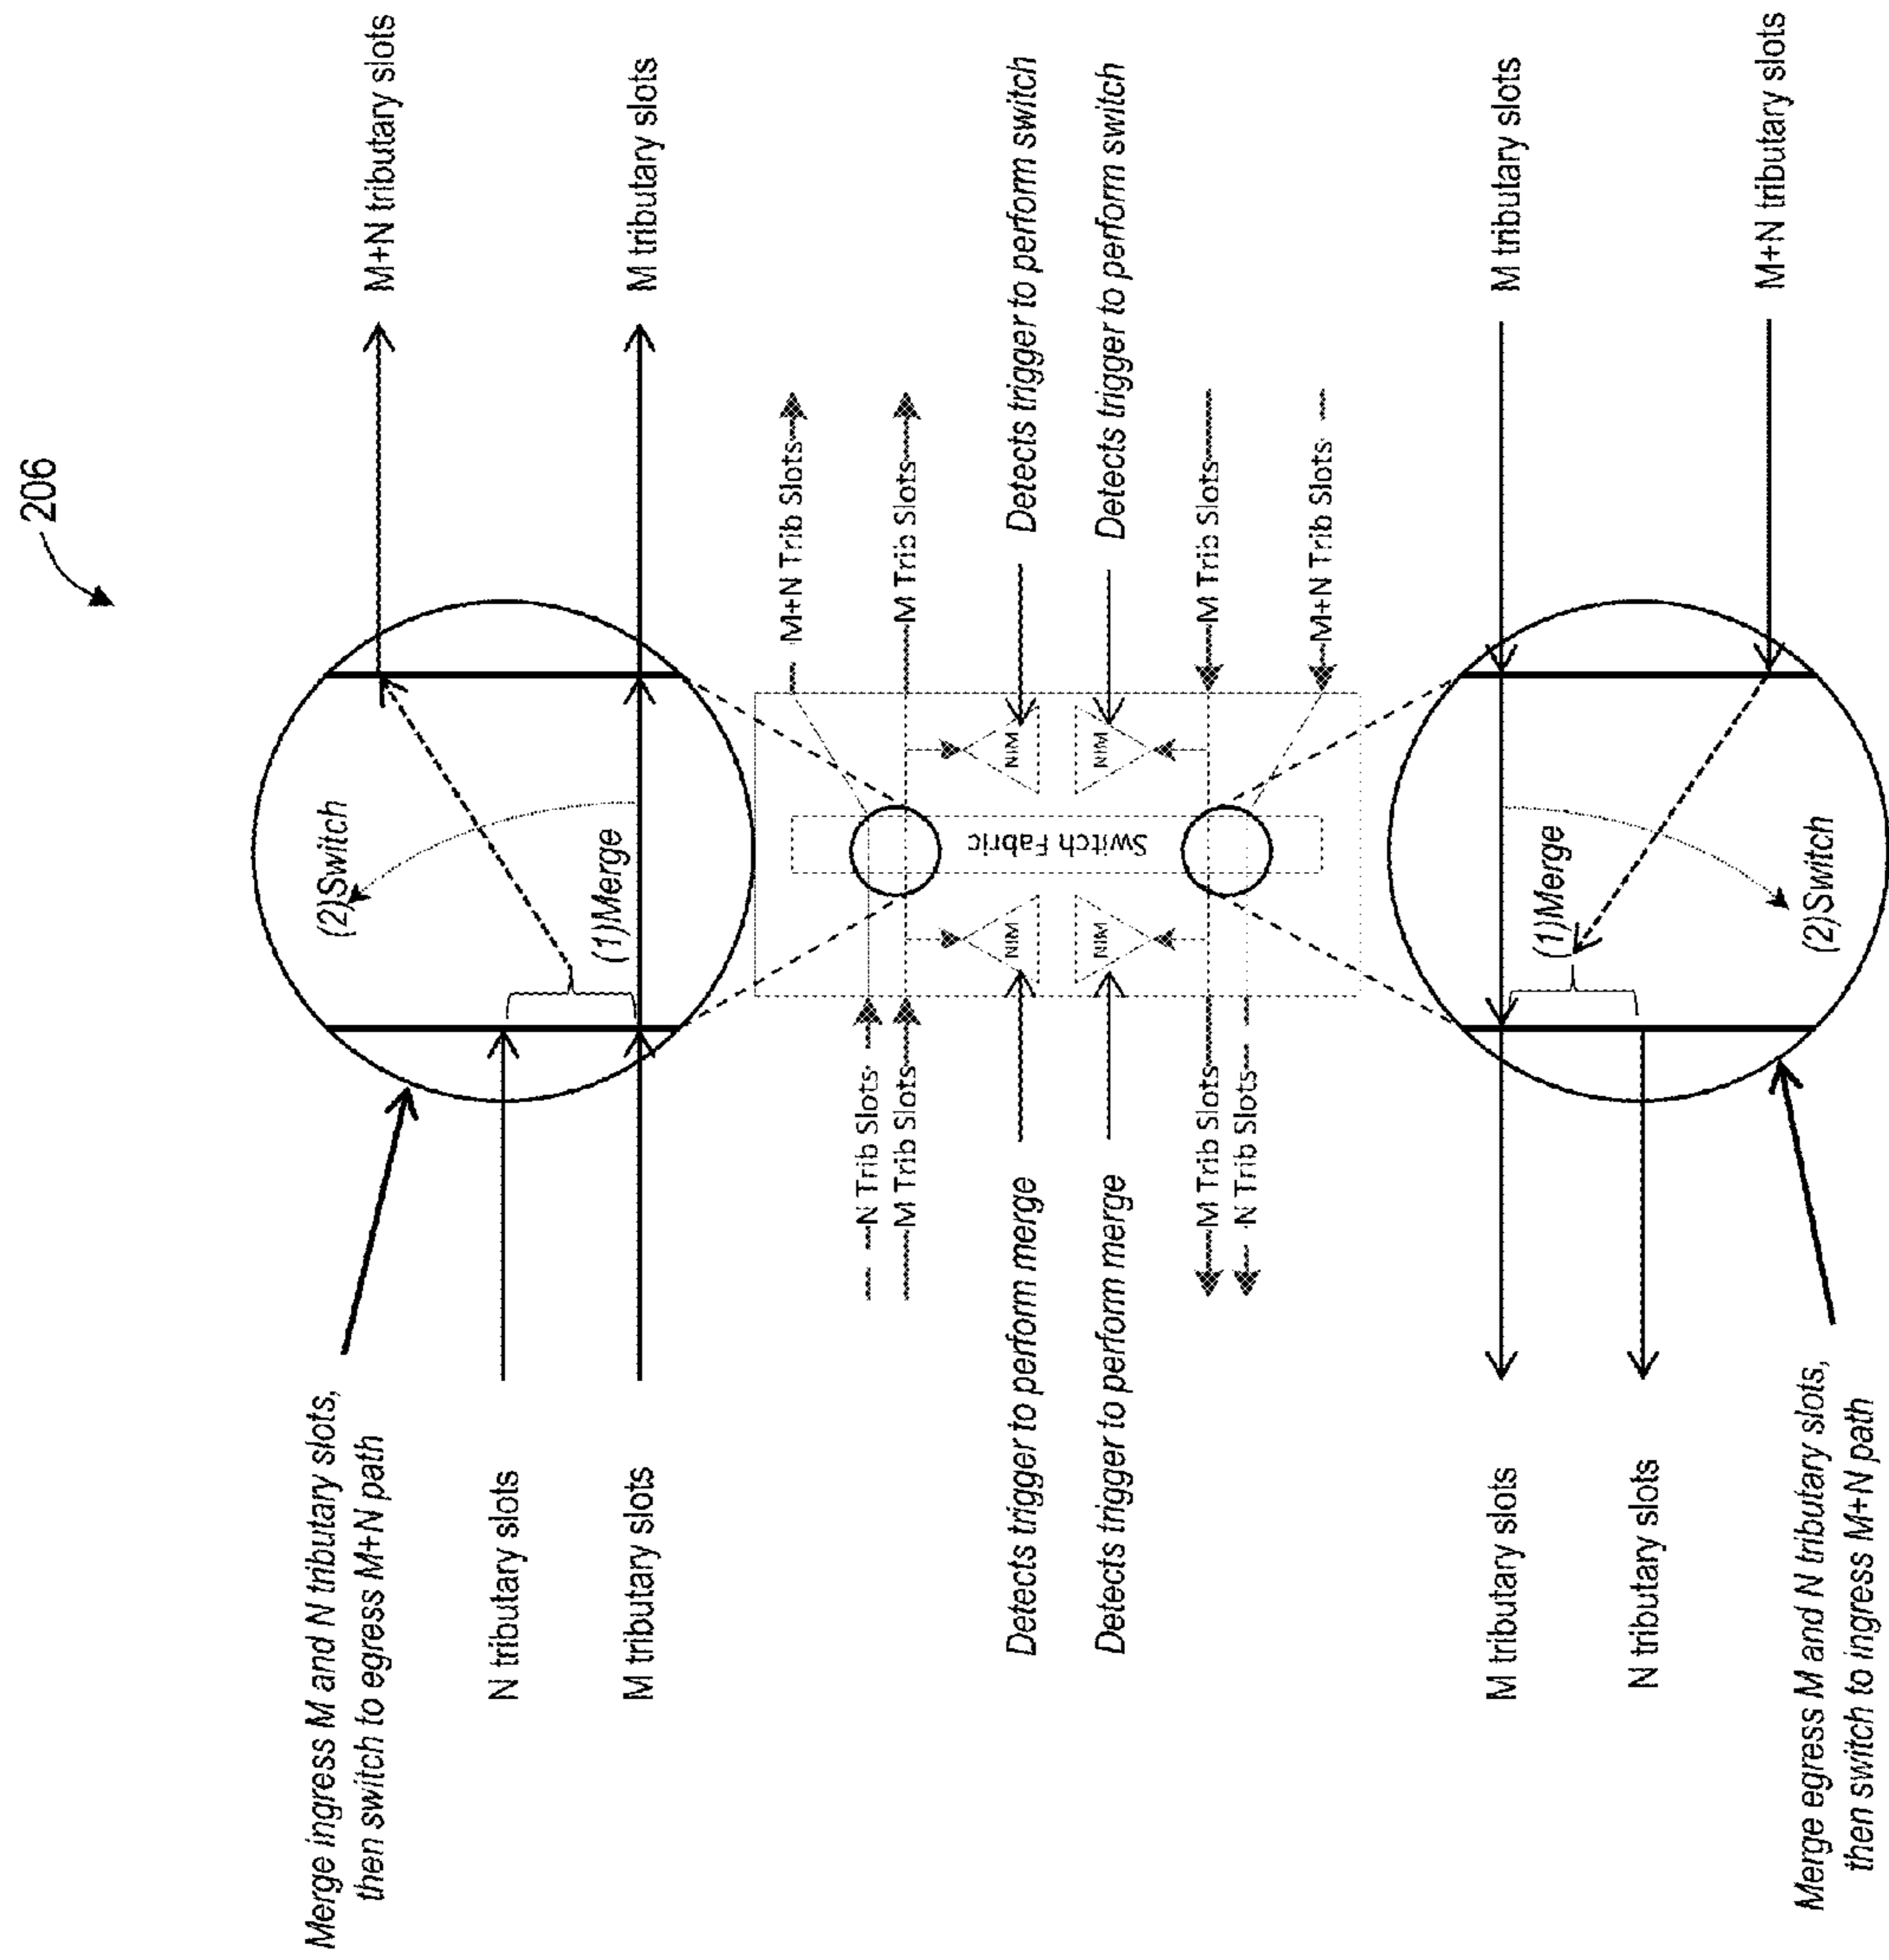 206
Merge ingress M and N tributary slots,
then switch to egress M+N path
(2)Switch
M+N tributary slots
N tributary slots
(1)Merge
M tributary slots
M tributary slots
M+N Trib Slots
N Trib Slots
M Trib Slots
M Trib Slots
Detects trigger to perform merge
NIM
NIM
Detects trigger to perform switch
Switch Fabric
Detects trigger to perform merge
NIM
NIM
Detects trigger to perform switch
M Trib Slots
M Trib Slots
N Trib Slots
M+N Trib Slots
M tributary slots
M tributary slots
(1)Merge
N tributary slots
M+N tributary slots
(2)Switch
Merge egress M and N tributary slots,
then switch to ingress M+N path